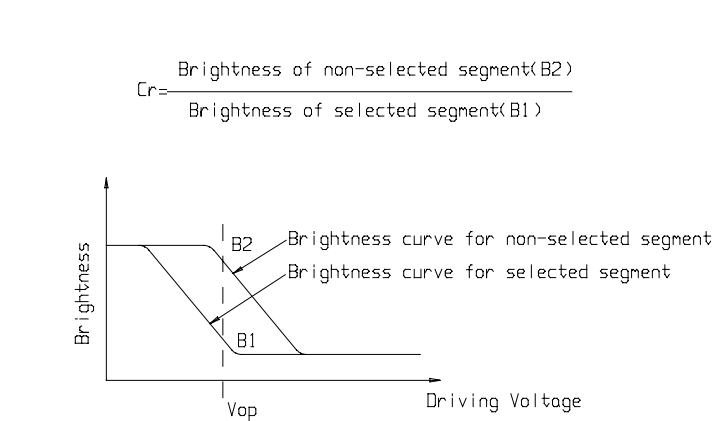 Brightness of non-selected segment(B2)
Cr=
Brightness of selected segment(B1)
B2
Brightness curve for non-selected segment
Brightness curve for selected segment
Brightness
B1
Driving Voltage
Vop